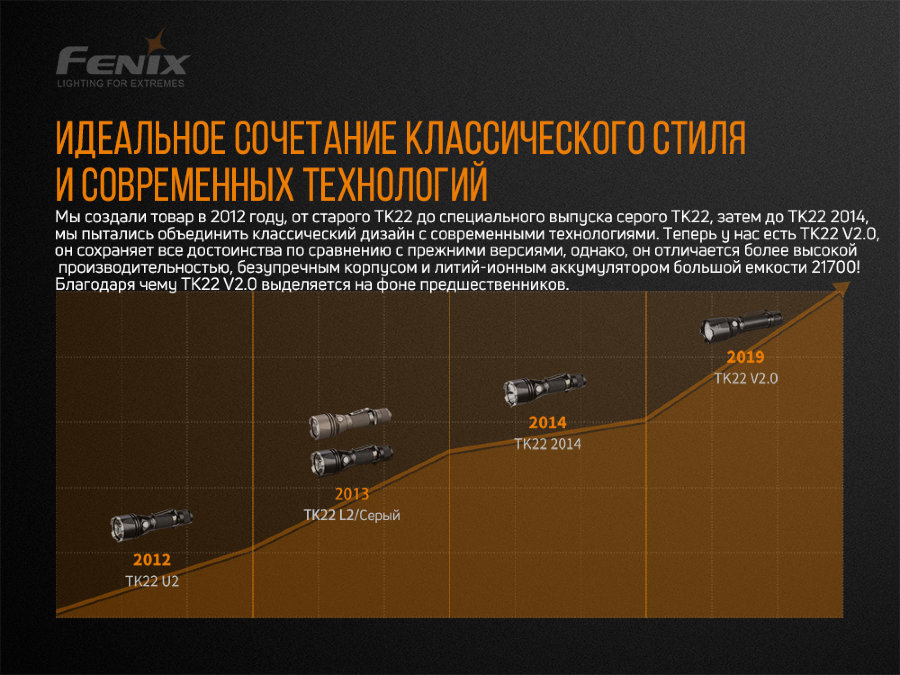 FENIX
LIGHTING FOR EXTREMES
ИДЕАЛЬНОЕ СОЧЕТАНИЕ КЛАССИЧЕСКОГО СТИЛЯ
И СОВРЕМЕННЫХ ТЕХНОЛОГИЙ
Мы создали товар в 2012 году, от старого TK22 до специального выпуска серого TK22, затем до TK22 2014,
мы пытались объединить классический дизайн с современными технологиями. Теперь у нас есть TK22 V2.0,
он сохраняет все достоинства по сравнению с прежними версиями, однако, он отличается более высокой
производительностью, безупречным корпусом и литий-ионным аккумулятором большой емкости 21700!
Благодаря чему TK22 V2.0 выделяется на фоне предшественников.
2019
TK22 V2.0
2014
TK22 2014
2013
TK22 L2/Серый
2012
TK22 U2